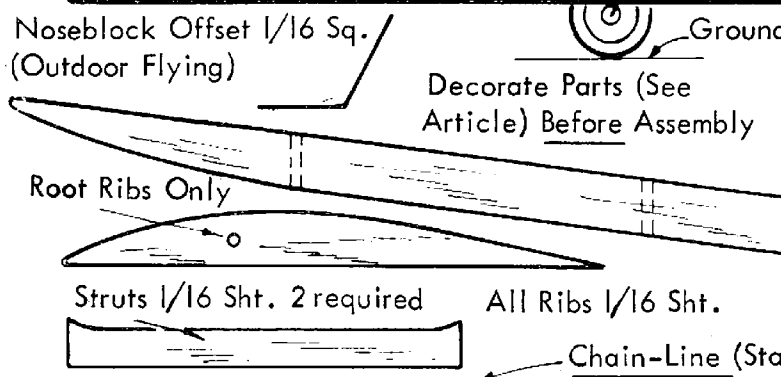 Noseblock Offset 1/16 Sq.
(Outdoor Flying)
Ground
Decorate Parts (See
Article) Before Assembly
Root Ribs Only
Struts 1/16 Sht. 2 required
All Ribs 1/16 Sht.
Chain-Line (Sta